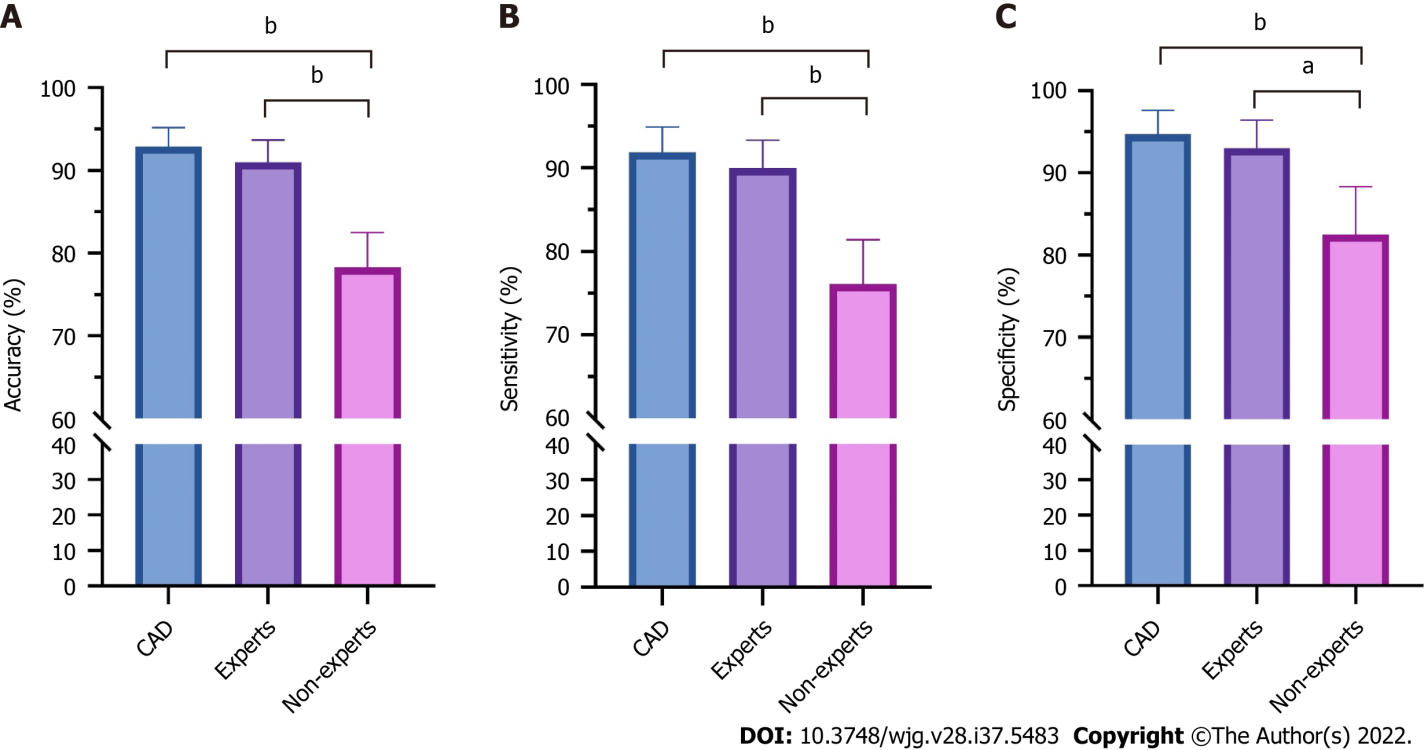 A
b
b
100
90
80
70
60
40
30
20
10
0
Accuracy (%)
CAD
Experts
Non-experts
B
b
b
100
90
80
70
60
40
30
20
10
0
Sensitivity (%)
CAD
Experts
Non-experts
C
b
a
100
90
80
70
60
40
30
20
10
0
Specificity (%)
CAD
Experts
Non-experts
DOI: 10.3748/wjg.v28.i37.5483 Copyright ©The Author(s) 2022.